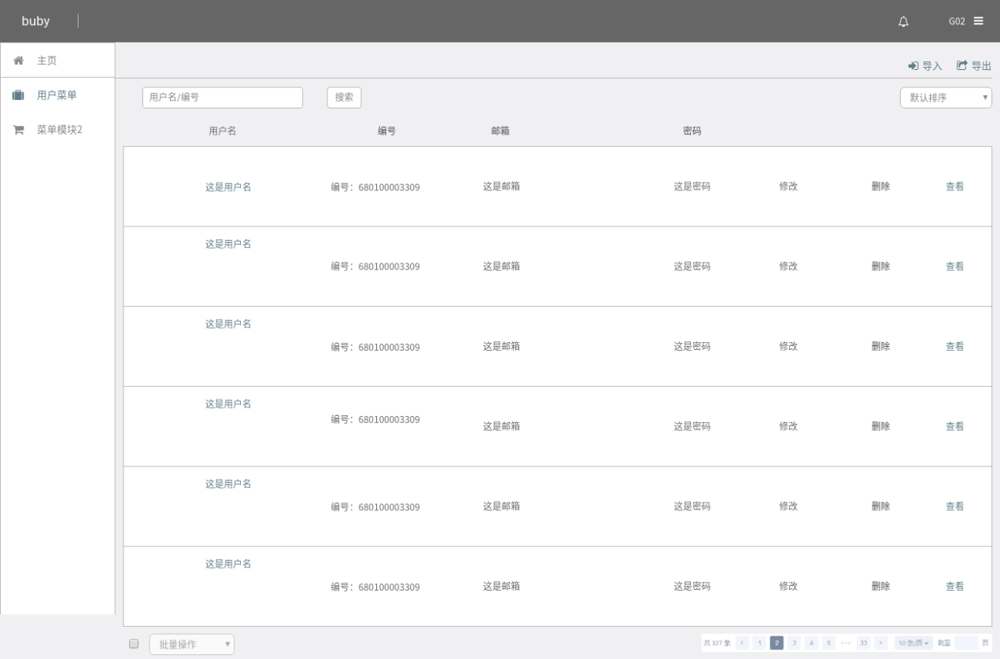 buby
G02
主页
用户菜单
菜单模块2
导入 导出
用户名/编号 搜索 默认排序
用户名 编号 邮箱 密码
这是用户名 编号：680100003309 这是邮箱 这是密码 修改 删除 查看
这是用户名
编号：680100003309 这是邮箱 这是密码 修改 删除 查看
这是用户名
编号：680100003309 这是邮箱 这是密码 修改 删除 查看
这是用户名
编号：680100003309
这是邮箱 这是密码 修改 删除 查看
这是用户名
编号：680100003309 这是邮箱 这是密码 修改 删除 查看
这是用户名
编号：680100003309 这是邮箱 这是密码 修改 删除 查看
批量操作
共 327 条 < 1 2 3 4 5 ··· 33 > 10 条/页 跳至 页